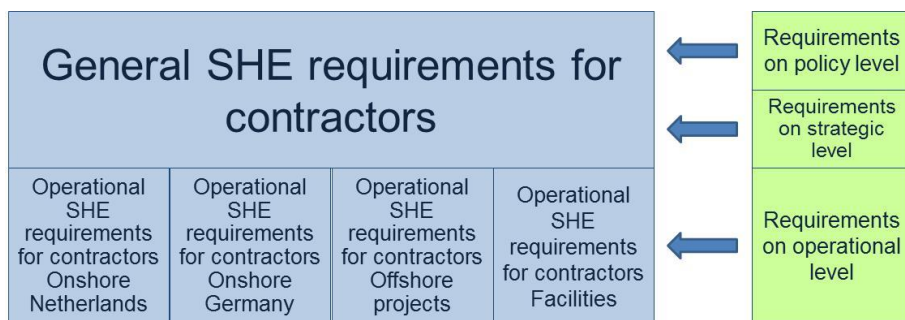 General SHE requirements for
contractors
Requirements
on policy level
Requirements
on strategic
level
Operational
SHE
requirements
for contractors
Onshore
Netherlands
Operational
SHE
requirements
for contractors
Onshore
Germany
Operational
SHE
requirements
for contractors
Offshore
projects
Operational
SHE
requirements
for contractors
Facilities
Requirements
on operational
level